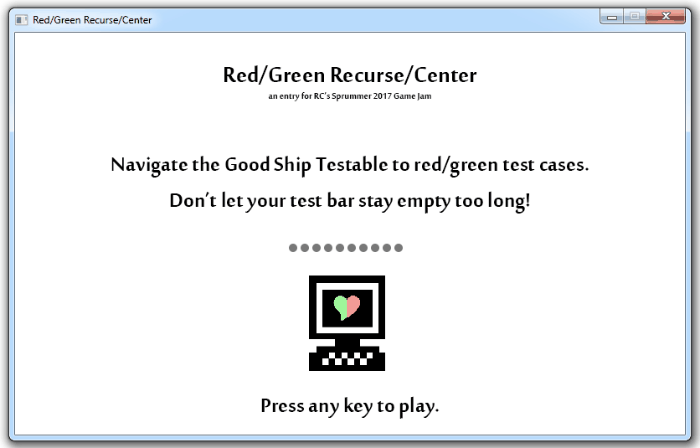 Red/Green Recurse/Center
Red/Green Recurse/Center
an entry for RC's Sprummer 2017 Game Jam
Navigate the Good Ship Testable to red/green test cases.
Don't let your test bar stay empty too long!
Press any key to play.